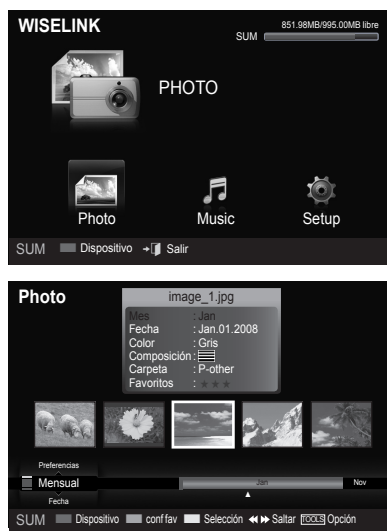 WISELINK
851.98MB/995.00MB libre
SUM
PHOTO
Photo Music Setup
SUM Dispositivo Salir
Photo
image_1.jpg
Mes : Jan
Fecha : Jan.01.2008
Color : Gris
Composición :
Carpeta : P-other
Favoritos : ★ ★ ★
Preferencias
Mensual
Jan Nov
Fecha
SUM Dispositivo conf fav Selección Saltar TOOLS Opción